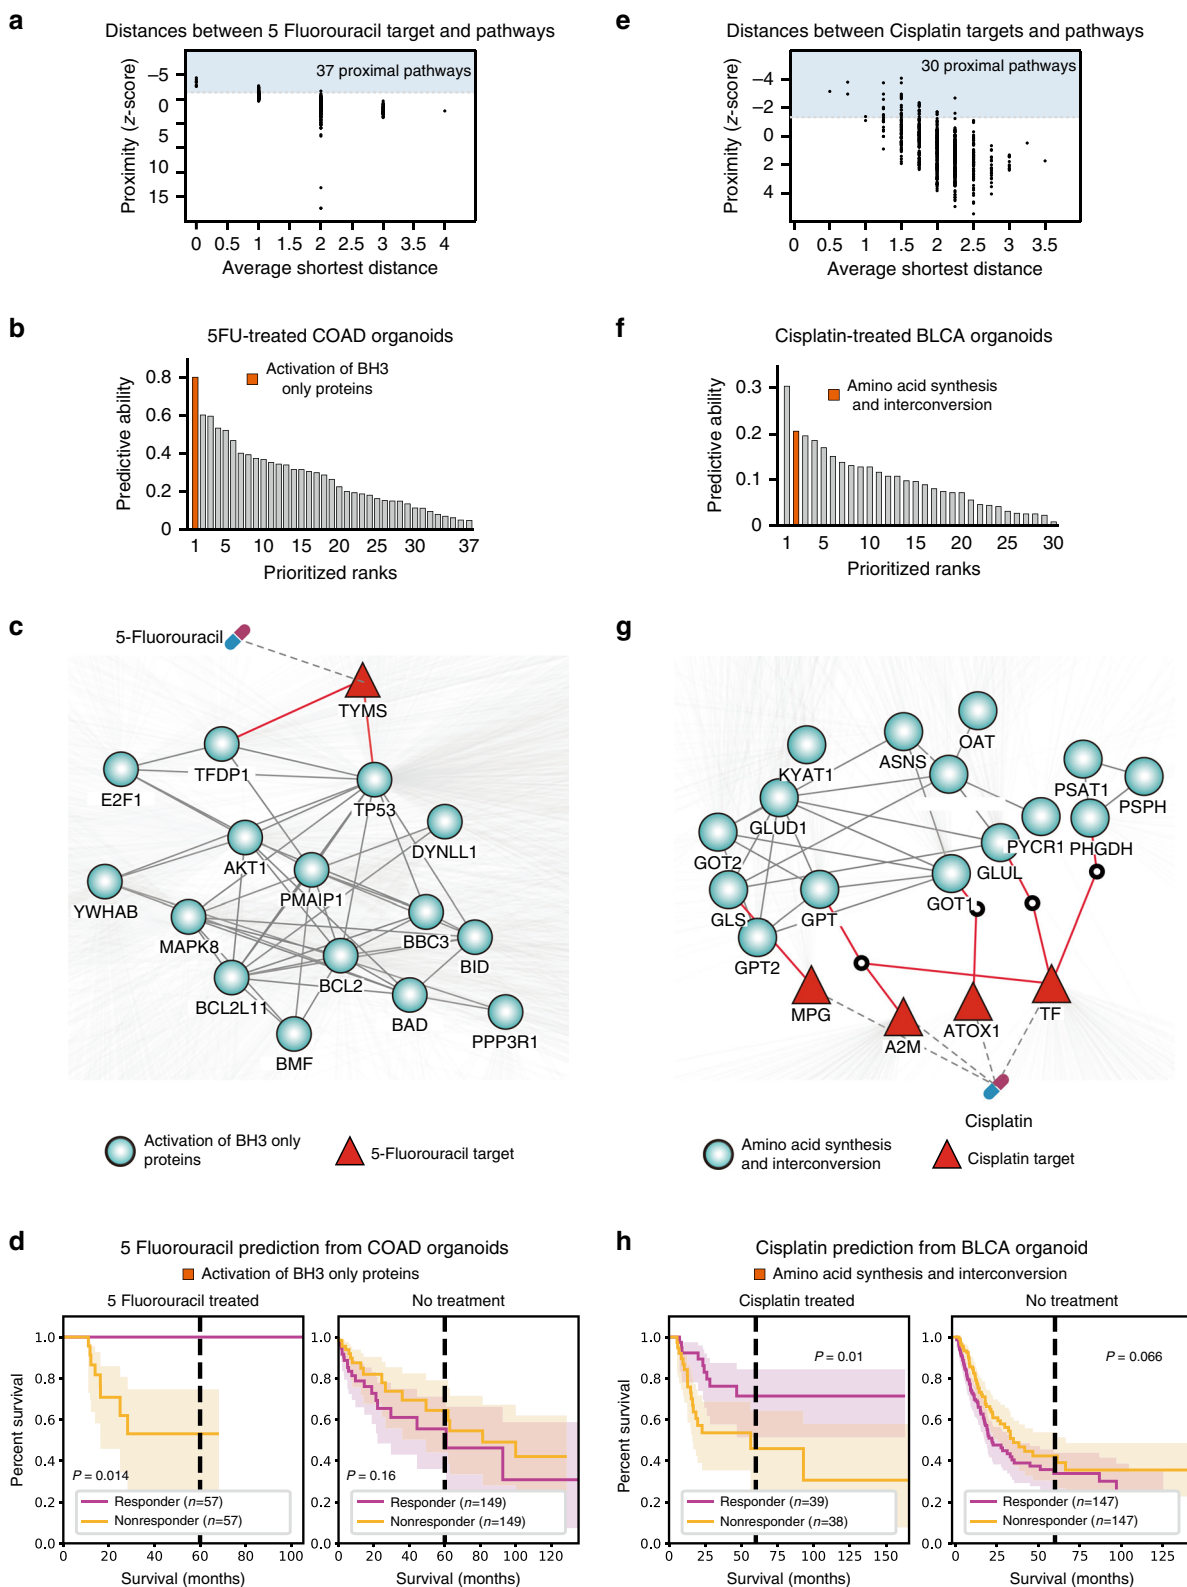 a
Distances between 5 Fluorouracil target and pathways
37 proximal pathways
Proximity (z-score)
−5
0
5
10
15
0 0.5 1 1.5 2 2.5 3 3.5 4
Average shortest distance
b
5FU-treated COAD organoids
Activation of BH3
only proteins
Predictive ability
0.8
0.6
0.4
0.2
0
1 5 10 15 20 25 30 37
Prioritized ranks
c
5-Fluorouracil
TYMS
TFDP1
E2F1
TP53
DYNLL1
AKT1
PMAIP1
YWHAB
MAPK8
BBC3
BID
BCL2
BCL2L11
BAD
PPP3R1
BMF
Activation of BH3 only
proteins
5-Fluorouracil target
d
5 Fluorouracil prediction from COAD organoids
Activation of BH3 only proteins
5 Fluorouracil treated
No treatment
Percent survival
1.0
0.8
0.6
0.4
0.2
0.0
P = 0.014
Responder (n=57)
Nonresponder (n=57)
0 20 40 60 80 100
Survival (months)
P = 0.16
Responder (n=149)
Nonresponder (n=149)
0 20 40 60 80 100 120
Survival (months)
e
Distances between Cisplatin targets and pathways
30 proximal pathways
Proximity (z-score)
−4
−2
0
2
4
0 0.5 1 1.5 2 2.5 3 3.5
Average shortest distance
f
Cisplatin-treated BLCA organoids
Amino acid synthesis
and interconversion
Predictive ability
0.3
0.2
0.1
0
1 5 10 15 20 30
Prioritized ranks
g
OAT
ASNS
KYAT1
PSAT1
PSPH
GLUD1
GOT2
PYCR1
PHGDH
GLUL
GLS
GPT
GOT1
GPT2
MPG
A2M
ATOX1
TF
Cisplatin
Amino acid synthesis
and interconversion
Cisplatin target
h
Cisplatin prediction from BLCA organoid
Amino acid synthesis and interconversion
Cisplatin treated
No treatment
Percent survival
1.0
0.8
0.6
0.4
0.2
0.0
P = 0.01
Responder (n=39)
Nonresponder (n=38)
0 25 50 75 100 125 150
Survival (months)
P = 0.066
Responder (n=147)
Nonresponder (n=147)
0 20 40 60 80 100 120 140
Survival (months)